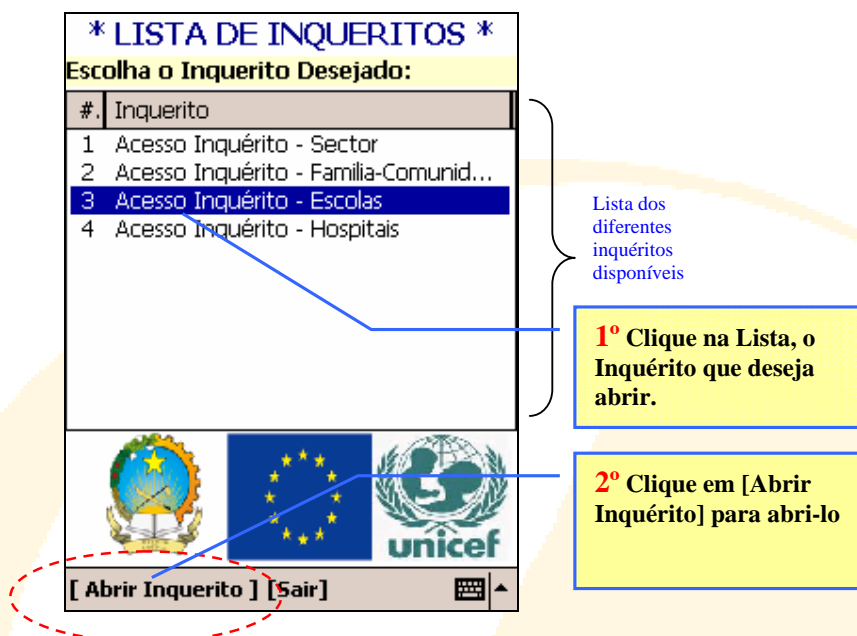 * LISTA DE INQUERITOS *
Escolha o Inquerito Desejado:
#. Inquerito
1 Acesso Inquérito - Sector
2 Acesso Inquérito - Familia-Comunid...
3 Acesso Inquérito - Escolas
4 Acesso Inquérito - Hospitais
Lista dos
diferentes
inquéritos
disponíveis
1º Clique na Lista, o
Inquérito que deseja
abrir.
2º Clique em [Abrir
Inquérito] para abri-lo
unicef
[ Abrir Inquerito ] [Sair]